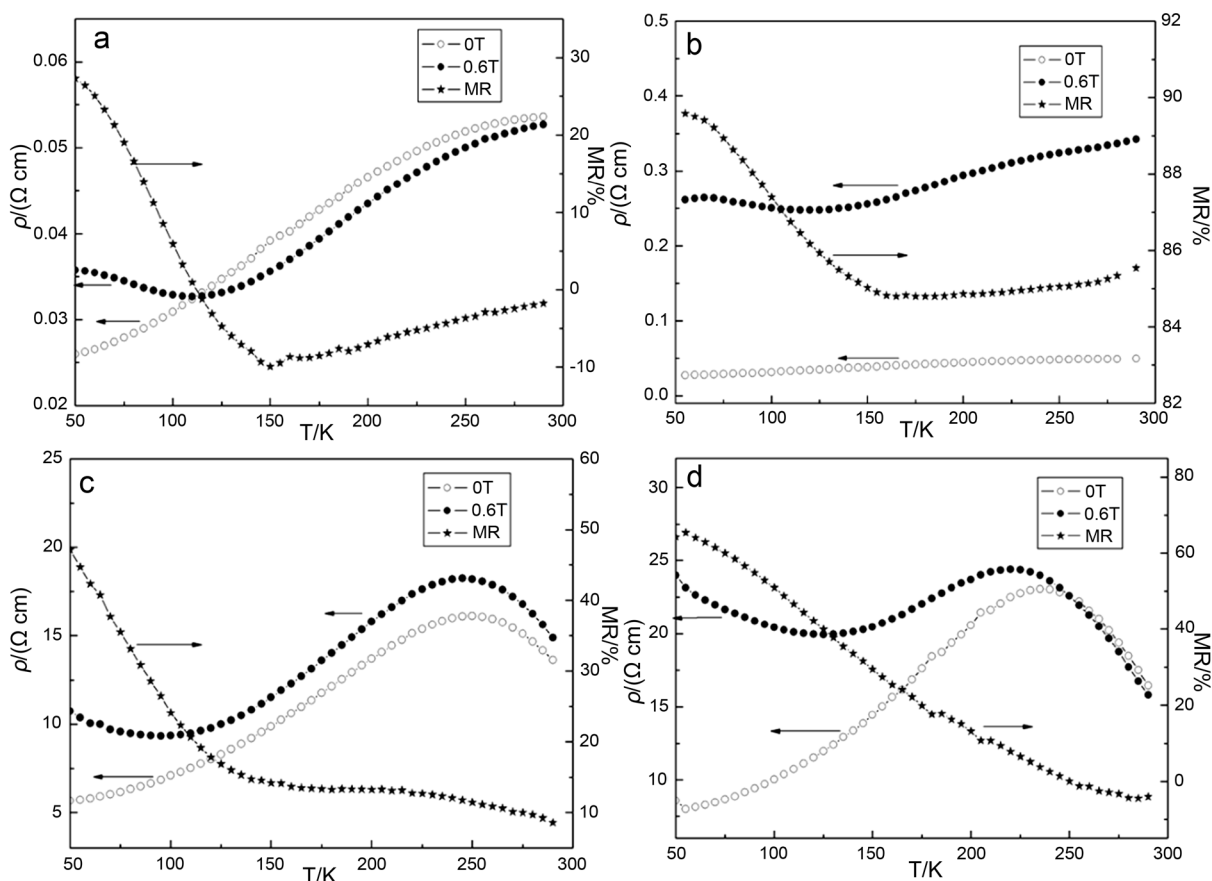 a
0T
0.6T
MR
0.06
0.05
0.04
0.03
0.02
ρ/(Ω cm)
30
20
10
0
-10
MR/%
50 100 150 200 250 300
T/K
b
0T
0.6T
MR
0.5
0.4
0.3
0.2
0.1
0.0
ρ/(Ω cm)
92
90
88
86
84
82
MR/%
50 100 150 200 250 300
T/K
c
0T
0.6T
MR
25
20
15
10
5
ρ/(Ω cm)
60
50
40
30
20
10
MR/%
50 100 150 200 250 300
T/K
d
0T
0.6T
MR
30
25
20
15
10
ρ/(Ω cm)
80
60
40
20
0
MR/%
50 100 150 200 250 300
T/K